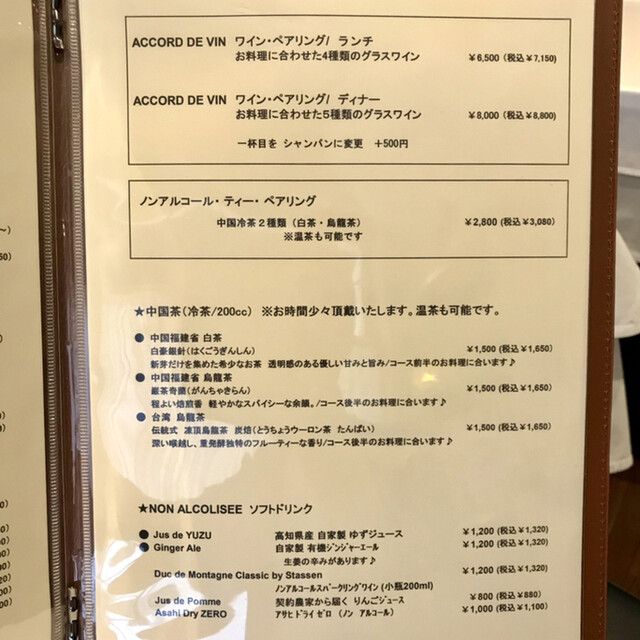 ACCORD DE VIN ワイン・ペアリング/ ランチ
お料理に合わせた4種類のグラスワイン ￥6,500 (税込￥7,150)
ACCORD DE VIN ワイン・ペアリング/ ディナー
お料理に合わせた5種類のグラスワイン ￥8,000 (税込￥8,800)
一杯目を シャンパンに変更 +500円
ノンアルコール・ティー・ペアリング
中国冷茶２種類 (白茶・烏龍茶) ￥2,800 (税込￥3,080)
※温茶も可能です
★中国茶(冷茶/200cc) ※お時間少々頂戴いたします。温茶も可能です。
● 中国福建省 白茶
白豪銀針(はくごうぎんしん) ￥1,500 (税込￥1,650)
新芽だけを集めた希少なお茶 透明感のある優しい甘みと旨み/コース前半のお料理に合います♪
● 中国福建省 烏龍茶
巌茶奇蘭(がんちゃきらん) ￥1,500 (税込￥1,650)
程よい焙煎香 軽やかなスパイシーな余韻。/コース後半のお料理に合います♪
● 台湾 烏龍茶
伝統式 凍頂烏龍茶 炭焙(とうちょうウーロン茶 たんばい) ￥1,500 (税込￥1,650)
深い喉越し、重発酵独特のフルーティーな香り/コース後半のお料理に合います♪
★NON ALCOLISEE ソフトドリンク
● Jus de YUZU 高知県産 自家製 ゆずジュース ￥1,200 (税込￥1,320)
● Ginger Ale 自家製 有機ジンジャーエール ￥1,200 (税込￥1,320)
生姜の辛みがあります♪
Duc de Montagne Classic by Stassen ￥1,200 (税込￥1,320)
ノンアルコールスパークリングワイン (小瓶200ml)
Jus de Pomme 契約農家から届く りんごジュース ￥800 (税込￥880)
Asahi Dry ZERO アサヒ ドライ ゼロ (ノン アルコール) ￥1,000 (税込￥1,100)